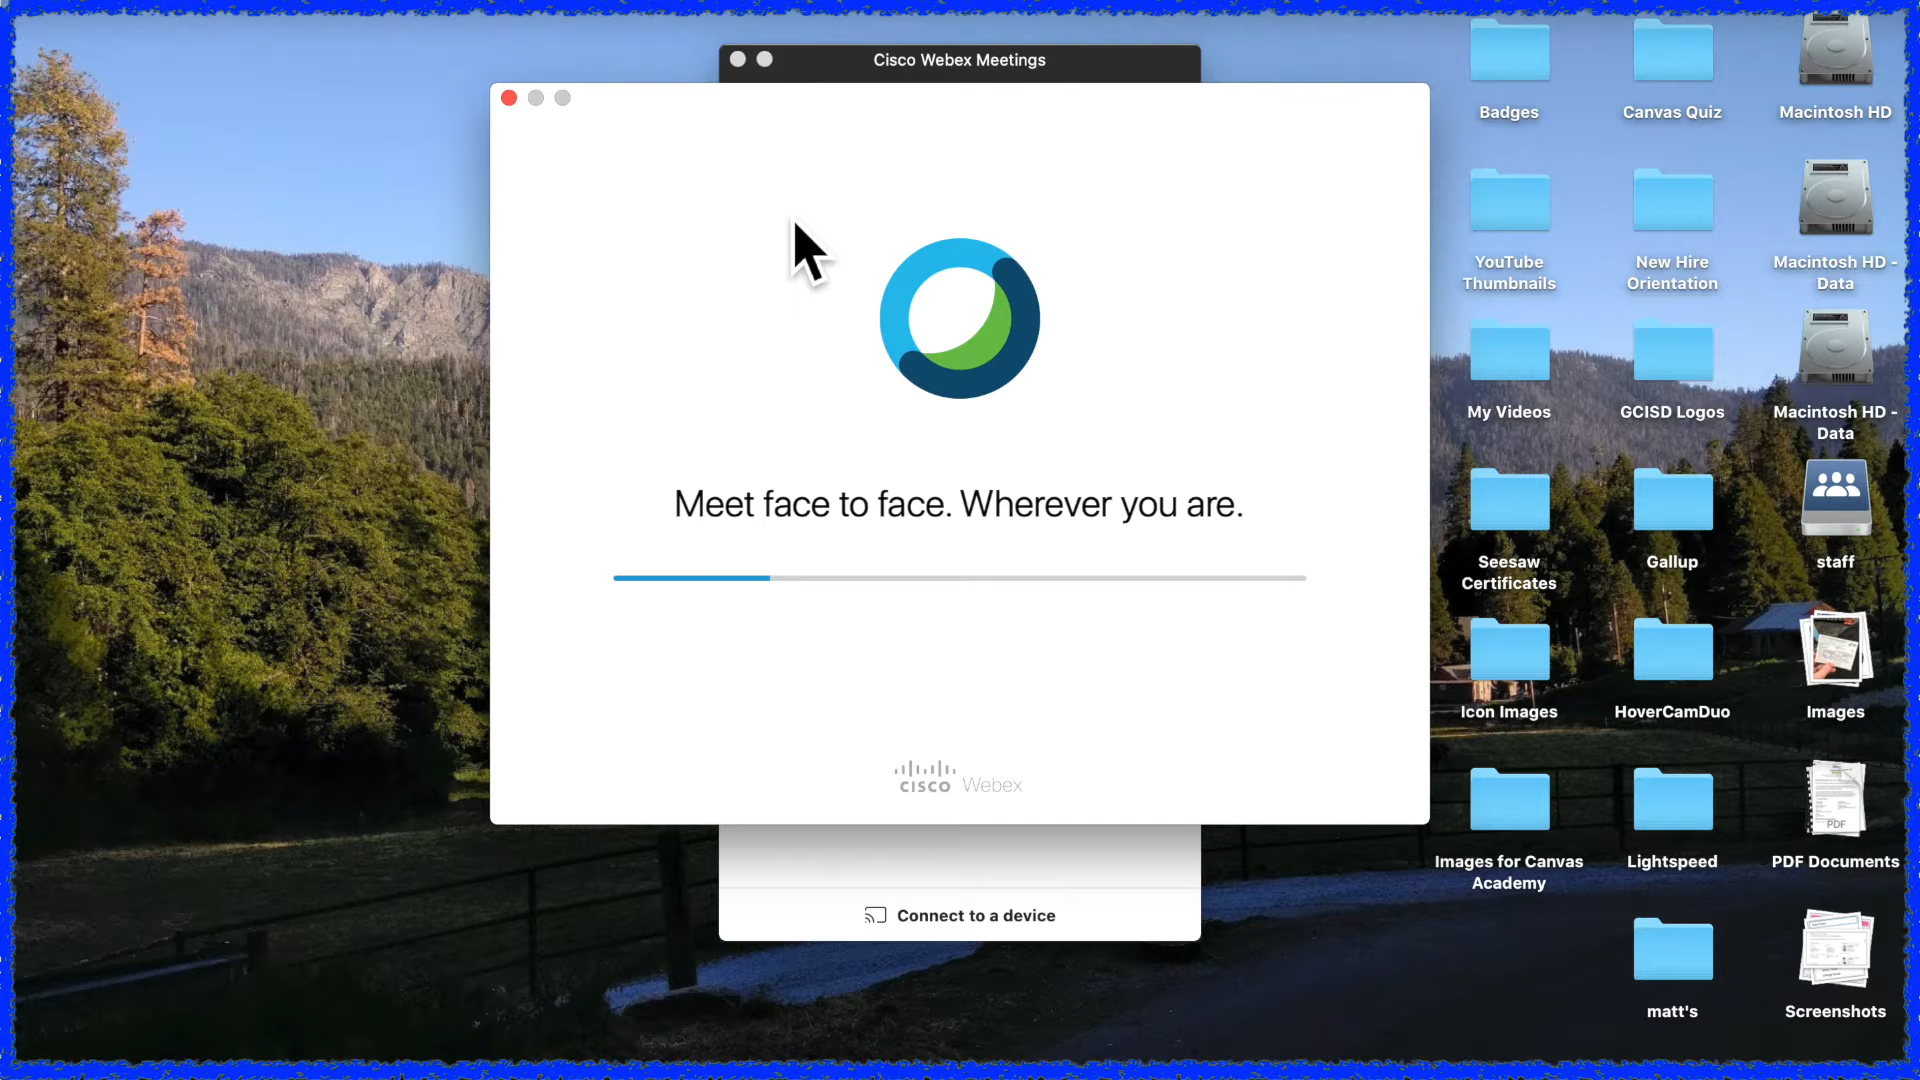 Cisco Webex Meetings
Meet face to face. Wherever you are.
CISCO Webex
Connect to a device
Badges
Canvas Quiz
Macintosh HD
YouTube
Thumbnails
New Hire
Orientation
Macintosh HD -
Data
My Videos
GCISD Logos
Macintosh HD -
Data
Seesaw
Certificates
Gallup
staff
Icon Images
HoverCamDuo
Images
Images for Canvas
Academy
Lightspeed
PDF
PDF Documents
matt's
Screenshots